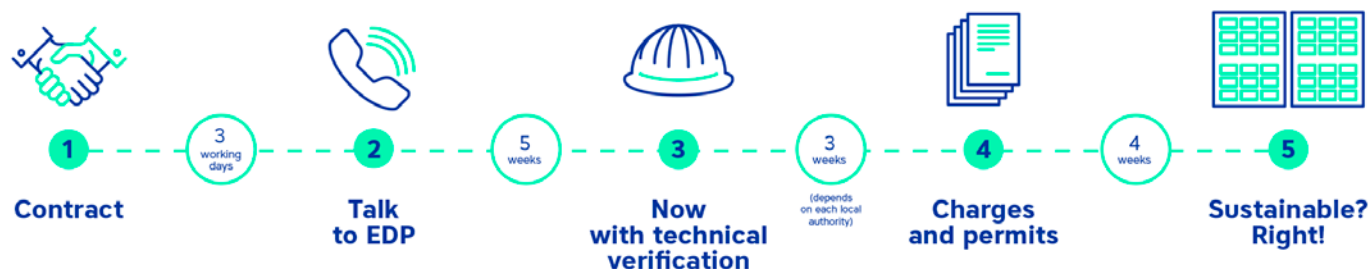 1
3
working
days
2
5
weeks
3
3
weeks
4
4
weeks
5
Contract
Talk
to EDP
Now
with technical
verification
(depends
on each local
authority)
Charges
and permits
Sustainable?
Right!